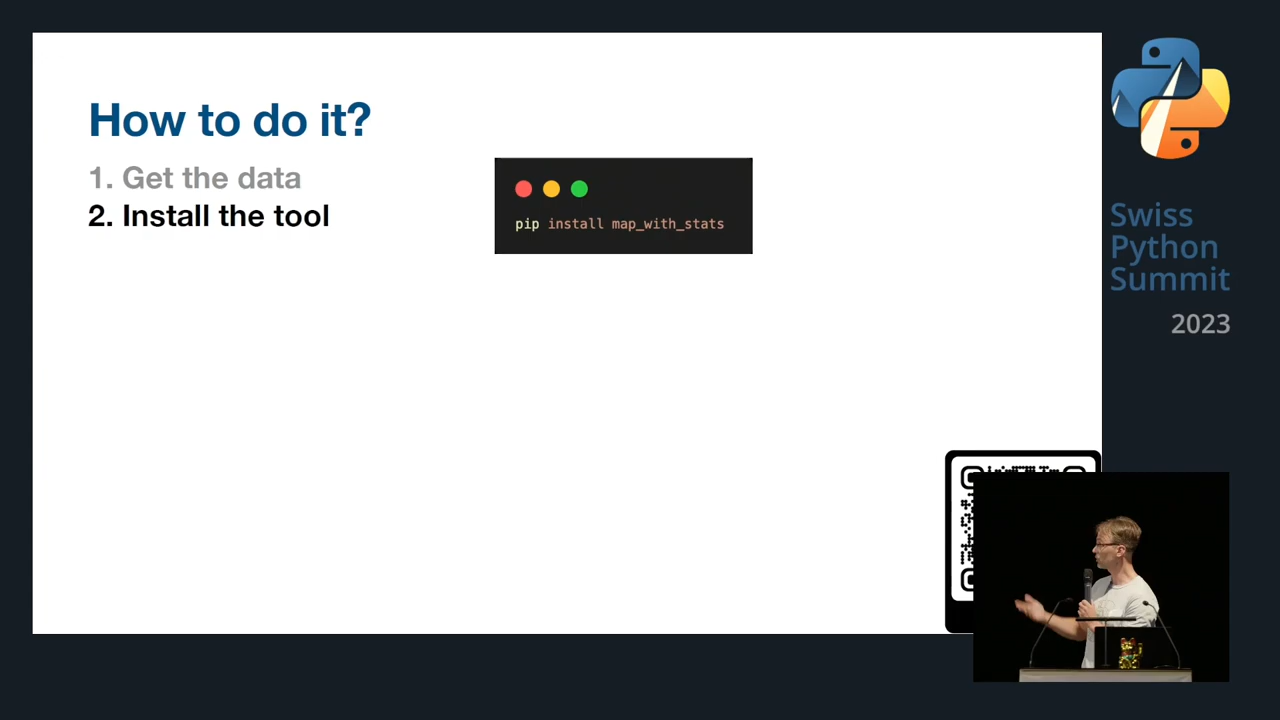 How to do it?
1. Get the data
2. Install the tool
pip install map_with_stats
Swiss
Python
Summit
2023